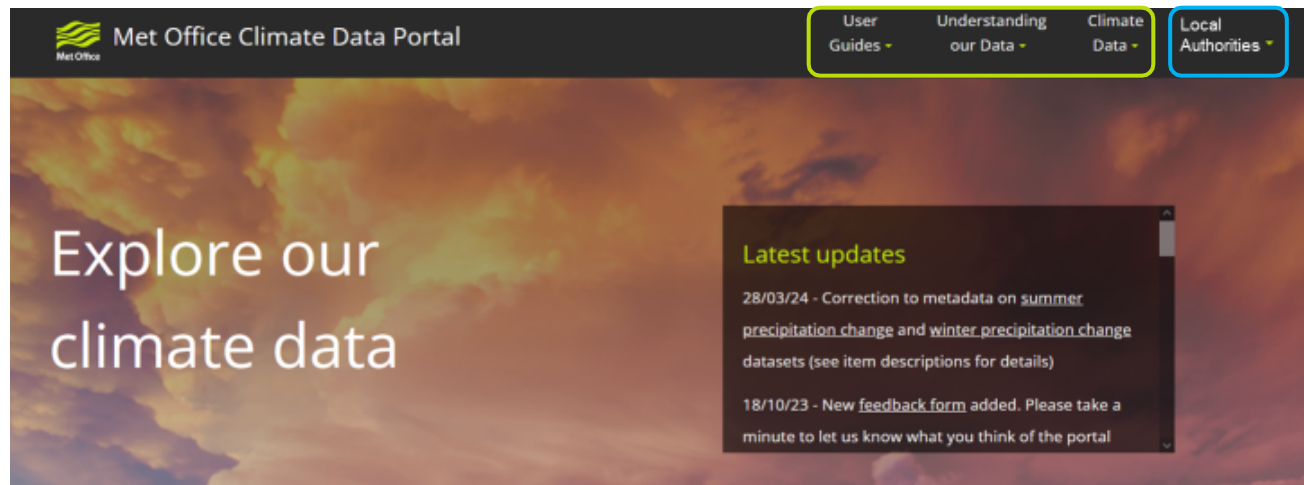 Met Office
Met Office Climate Data Portal
User
Guides
Understanding
our Data
Climate
Data
Local
Authorities
Explore our
climate data
Latest updates
28/03/24 - Correction to metadata on summer
precipitation change and winter precipitation change
datasets (see item descriptions for details)
18/10/23 - New feedback form added. Please take a
minute to let us know what you think of the portal